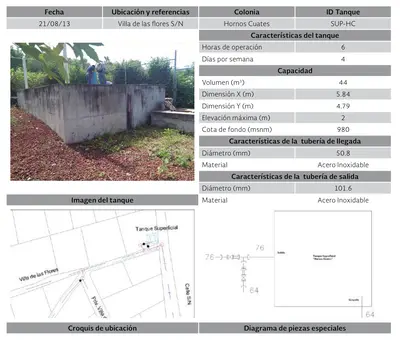 Fecha Ubicación y referencias Colonia ID Tanque
21/08/13 Villa de las flores S/N Hornos Cuates SUP-HC
Características del tanque
Horas de operación 6
Días por semana 4
Capacidad
Volumen (m³) 44
Dimensión X (m) 5.84
Dimensión Y (m) 4.79
Elevación máxima (m) 2
Cota de fondo (msnm) 980
Características de la tubería de llegada
Diámetro (mm) 50.8
Material Acero Inoxidable
Características de la tubería de salida
Diámetro (mm) 101.6
Imagen del tanque Material Acero Inoxidable
Tanque Superficial
Villa de las Flores
Calle S/N
76
76
64
64
Croquis de ubicación Diagrama de piezas especiales